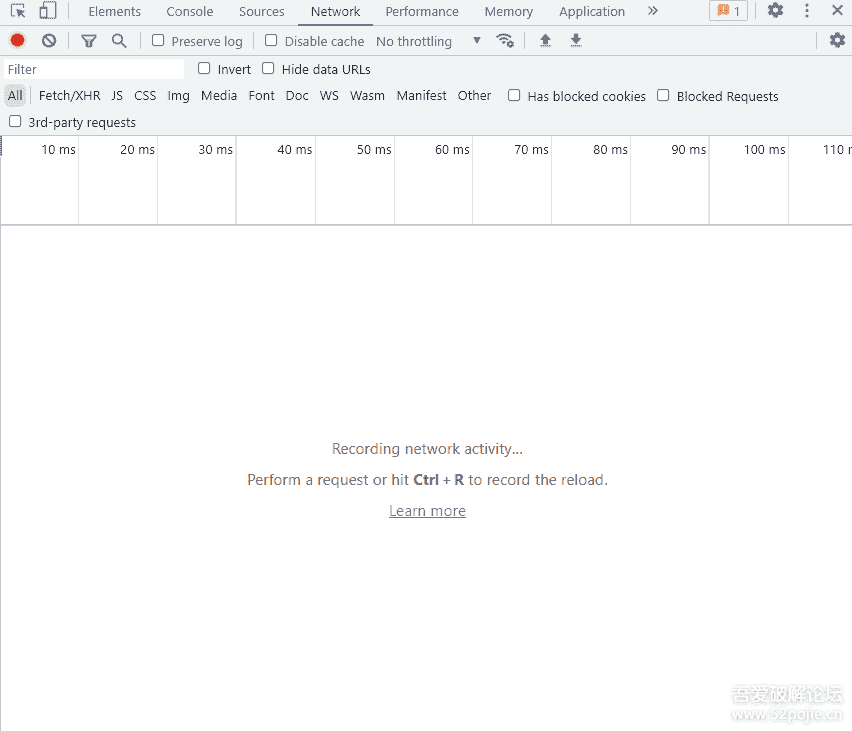 Elements Console Sources Network Performance Memory Application 1
Preserve log Disable cache No throttling
Filter Invert Hide data URLs
All Fetch/XHR JS CSS Img Media Font Doc WS Wasm Manifest Other Has blocked cookies Blocked Requests
3rd-party requests
10 ms 20 ms 30 ms 40 ms 50 ms 60 ms 70 ms 80 ms 90 ms 100 ms 110 m
Recording network activity...
Perform a request or hit Ctrl + R to record the reload.
Learn more
吾爱破解论坛
www.52pojie.cn